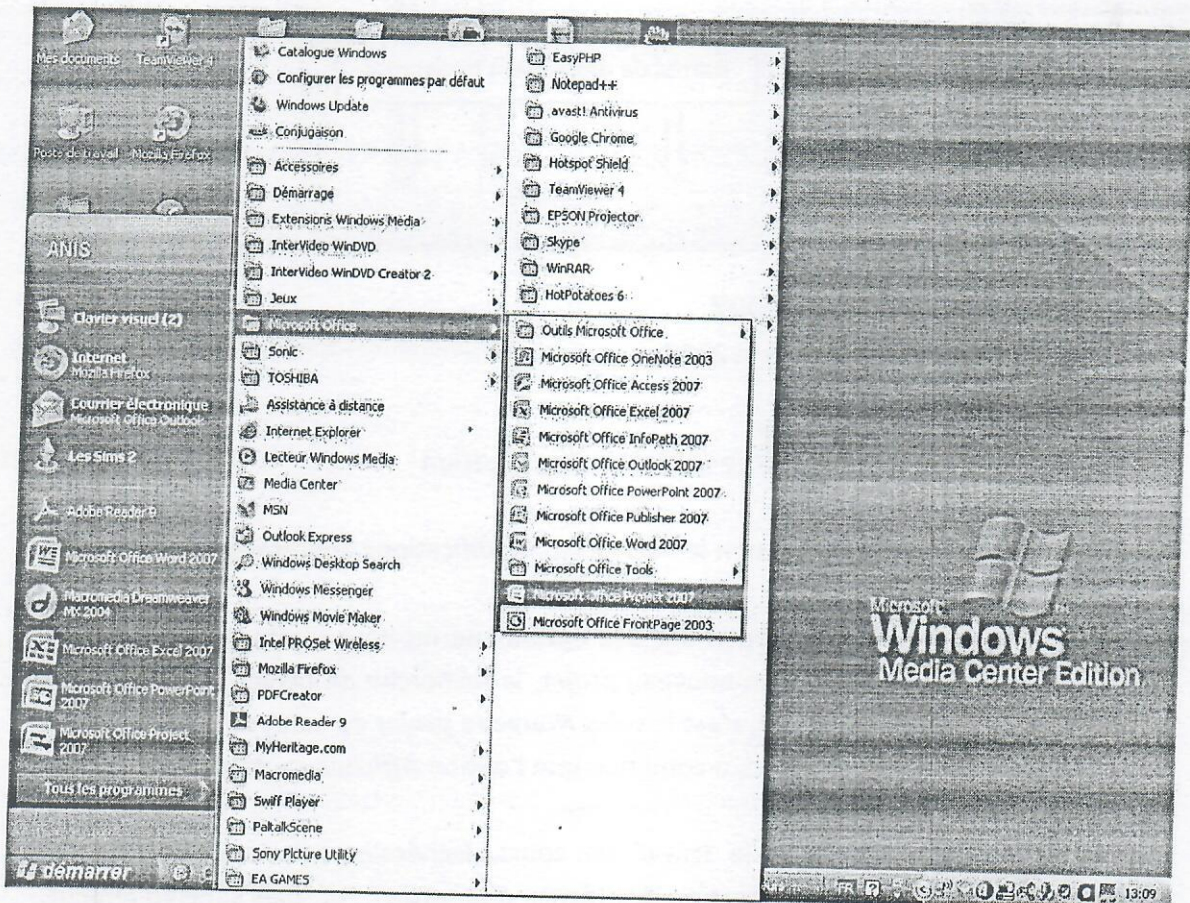 Mes documents
TeamViewer 4
Poste de travail
Mozilla Firefox
ANIS
Clavier visuel (2)
Internet
Mozilla Firefox
Courrier électronique
Microsoft Office Outlook
Les Sims 2
Adobe Reader 9
Microsoft Office Word 2007
Macromedia Dreamweaver
MX 2004
Microsoft Office Excel 2007
Microsoft Office PowerPoint
2007
Microsoft Office Project
2007
Tous les programmes
démarrer
Catalogue Windows
Configurer les programmes par défaut
Windows Update
Conjugaison
Accessoires
Démarrage
Extensions Windows Media
InterVideo WinDVD
InterVideo WinDVD Creator 2
Jeux
Microsoft Office
Sonic
TOSHIBA
Assistance à distance
Internet Explorer
Lecteur Windows Media
Media Center
MSN
Outlook Express
Windows Desktop Search
Windows Messenger
Windows Movie Maker
Intel PROSet Wireless
Mozilla Firefox
PDFCreator
Adobe Reader 9
MyHeritage.com
Macromedia
Swiff Player
PaltalkScene
Sony Picture Utility
EA GAMES
EasyPHP
Notepad++
avast! Antivirus
Google Chrome
Hotspot Shield
TeamViewer 4
EPSON Projector
Skype
WinRAR
HotPotatoes 6
Outils Microsoft Office
Microsoft Office OneNote 2003
Microsoft Office Access 2007
Microsoft Office Excel 2007
Microsoft Office InfoPath 2007
Microsoft Office Outlook 2007
Microsoft Office PowerPoint 2007
Microsoft Office Publisher 2007
Microsoft Office Word 2007
Microsoft Office Tools
Microsoft Office Project 2007
Microsoft Office FrontPage 2003
Microsoft
Windows
Media Center Edition
FR
13:09